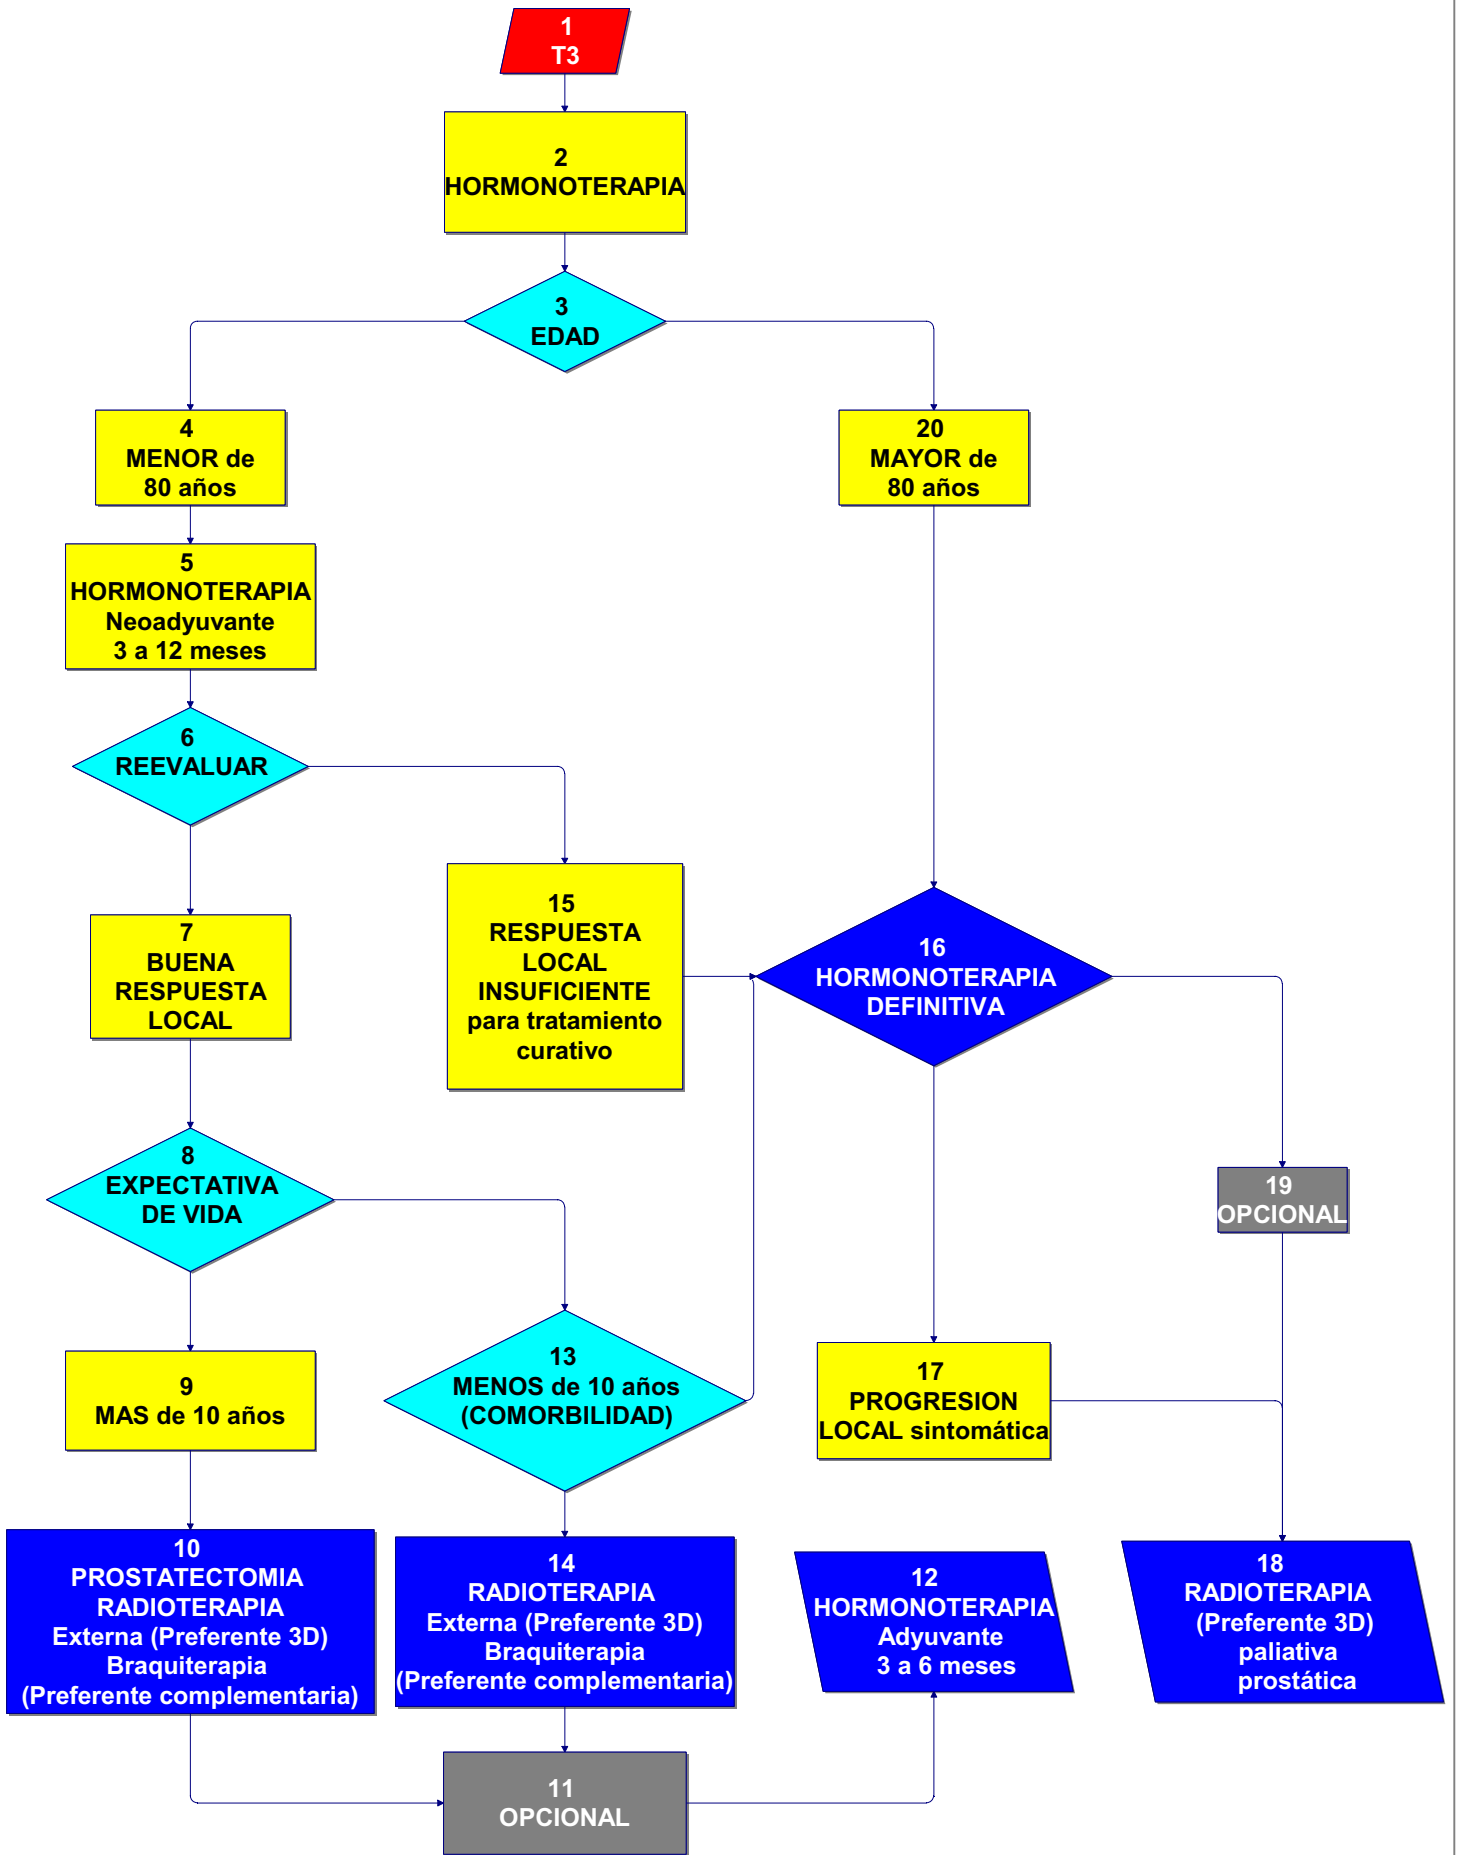 1
T3
2
HORMONOTERAPIA
3
EDAD
4
MENOR de
80 años
20
MAYOR de
80 años
5
HORMONOTERAPIA
Neoadyuvante
3 a 12 meses
6
REEVALUAR
7
BUENA
RESPUESTA
LOCAL
15
RESPUESTA
LOCAL
INSUFICIENTE
para tratamiento
curativo
16
HORMONOTERAPIA
DEFINITIVA
8
EXPECTATIVA
DE VIDA
19
OPCIONAL
9
MAS de 10 años
13
MENOS de 10 años
(COMORBILIDAD)
17
PROGRESION
LOCAL sintomática
10
PROSTATECTOMIA
RADIOTERAPIA
Externa (Preferente 3D)
Braquiterapia
(Preferente complementaria)
14
RADIOTERAPIA
Externa (Preferente 3D)
Braquiterapia
(Preferente complementaria)
12
HORMONOTERAPIA
Adyuvante
3 a 6 meses
18
RADIOTERAPIA
(Preferente 3D)
paliativa
prostática
11
OPCIONAL